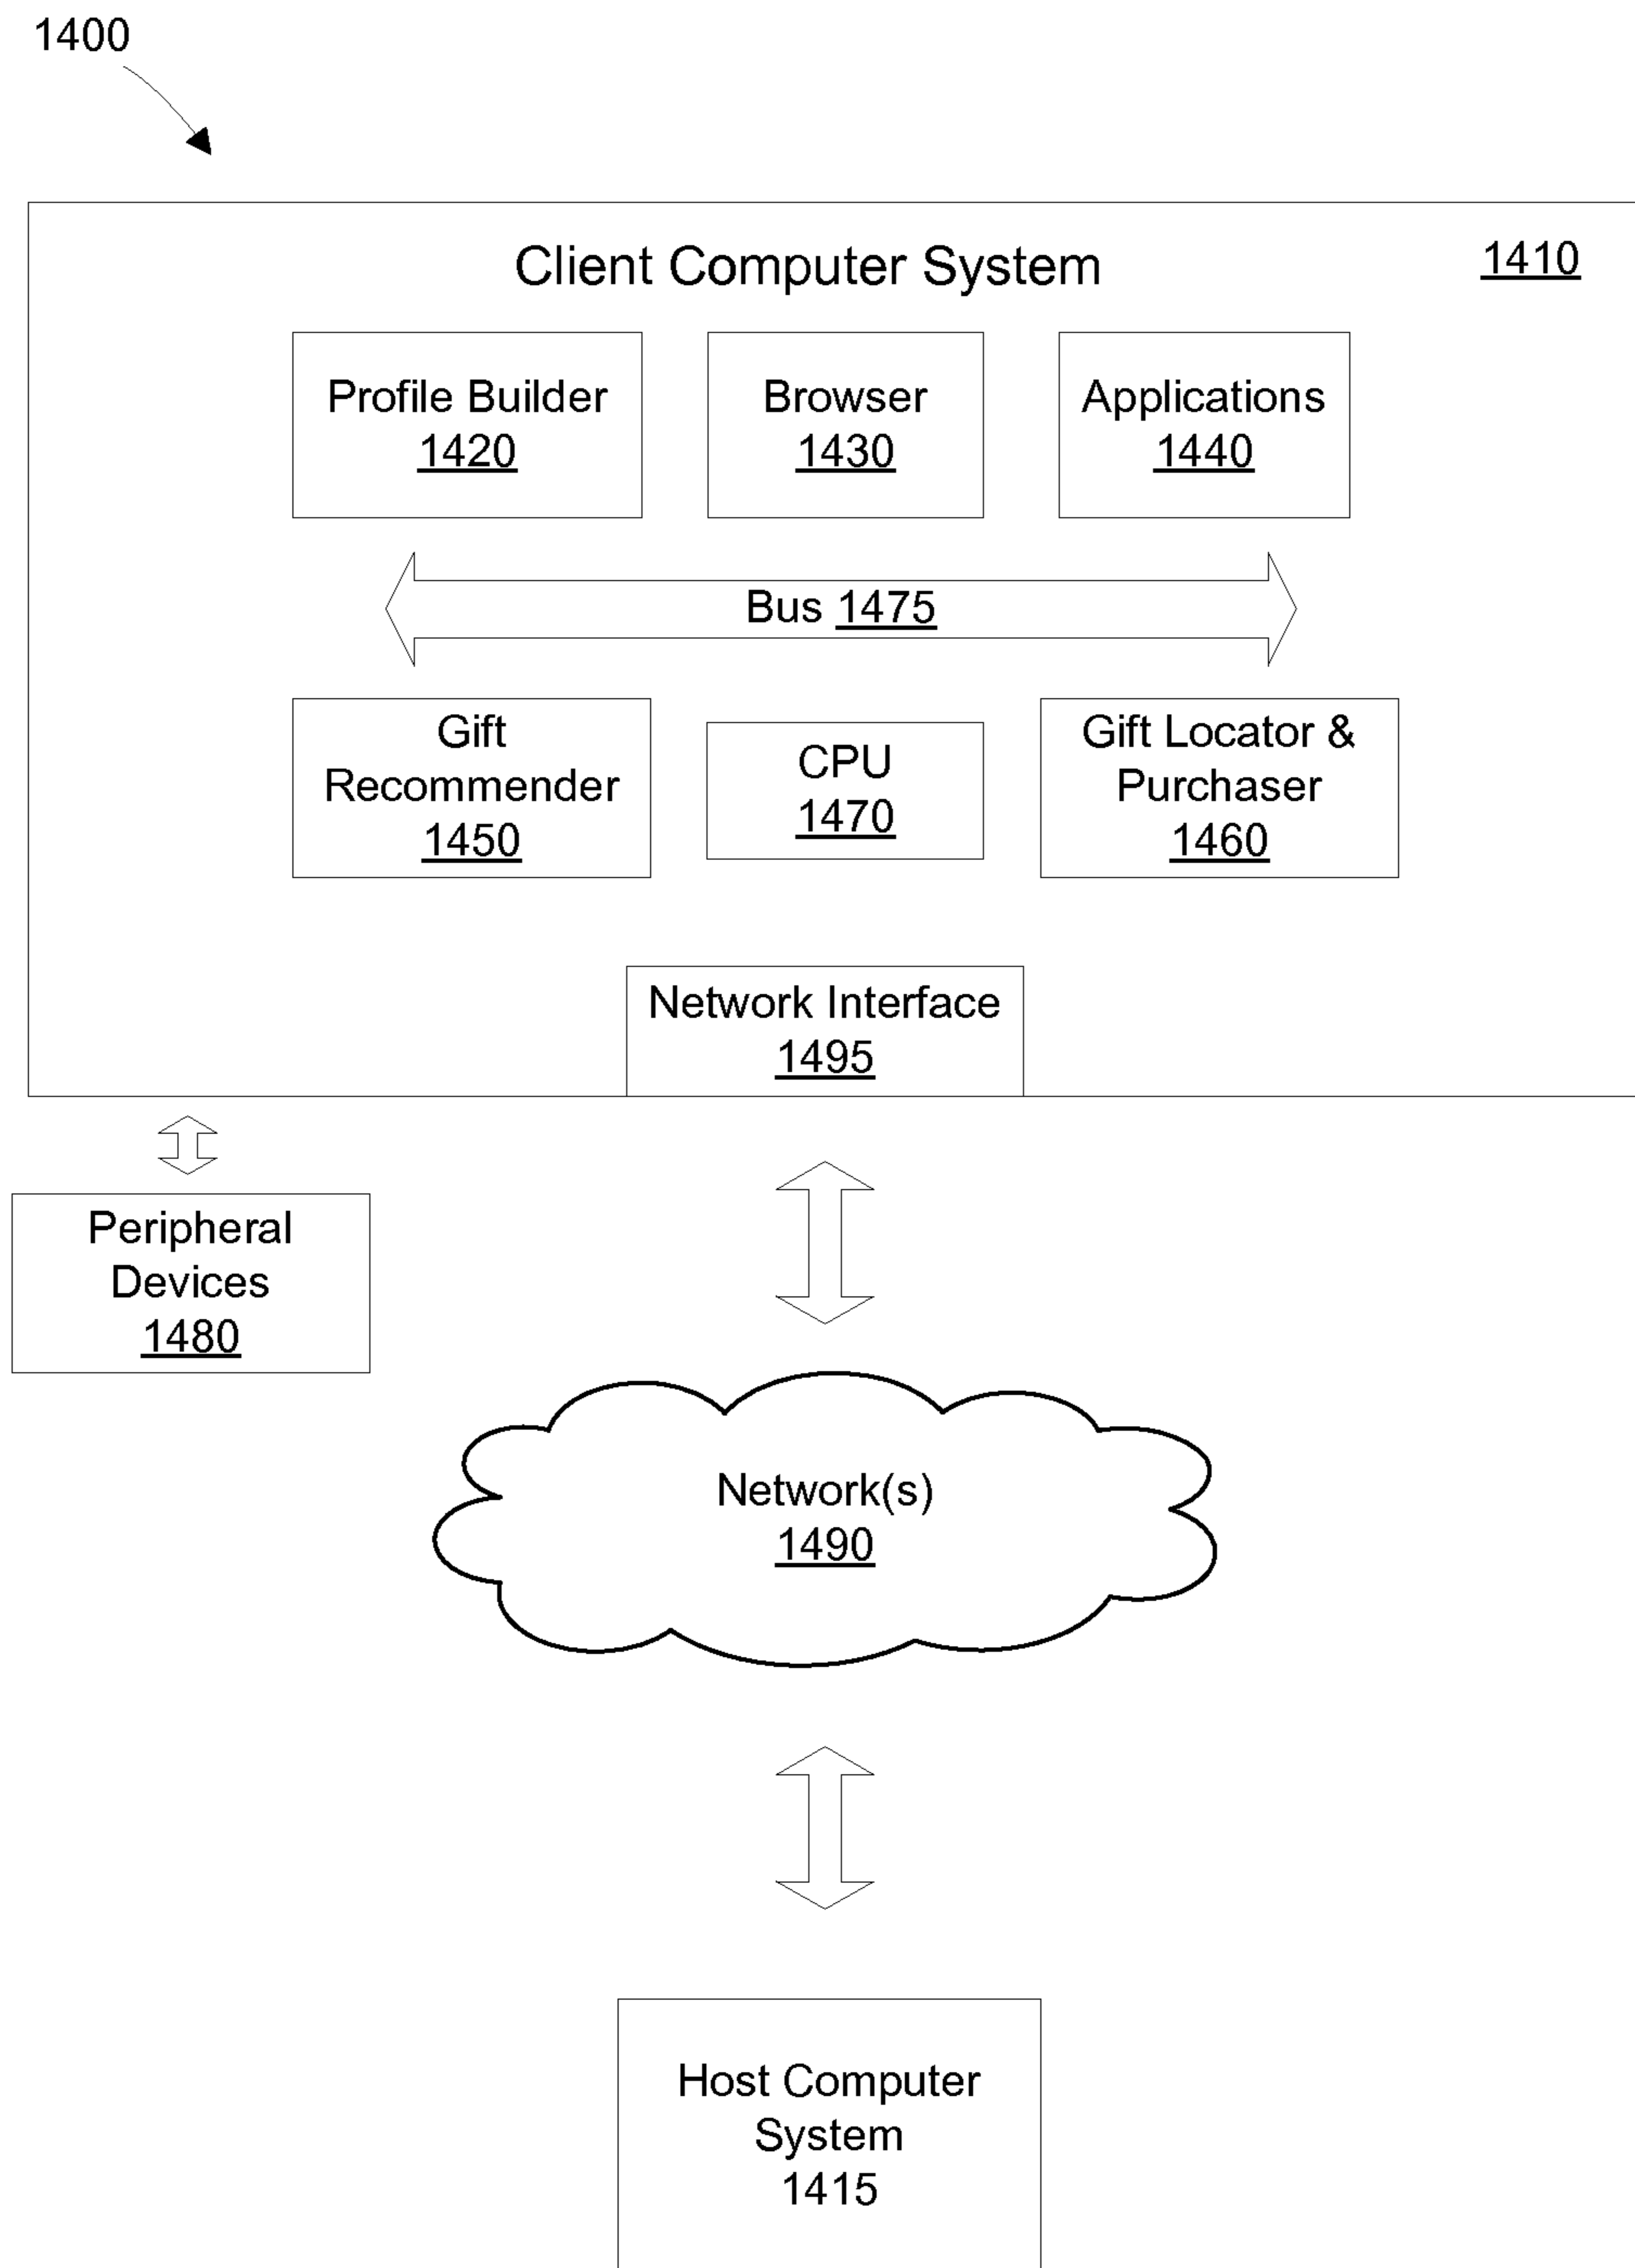 1400
Client Computer System
1410
Profile Builder
1420
Browser
1430
Applications
1440
Bus 1475
Gift
Recommender
1450
CPU
1470
Gift Locator &
Purchaser
1460
Network Interface
1495
Peripheral
Devices
1480
Network(s)
1490
Host Computer
System
1415